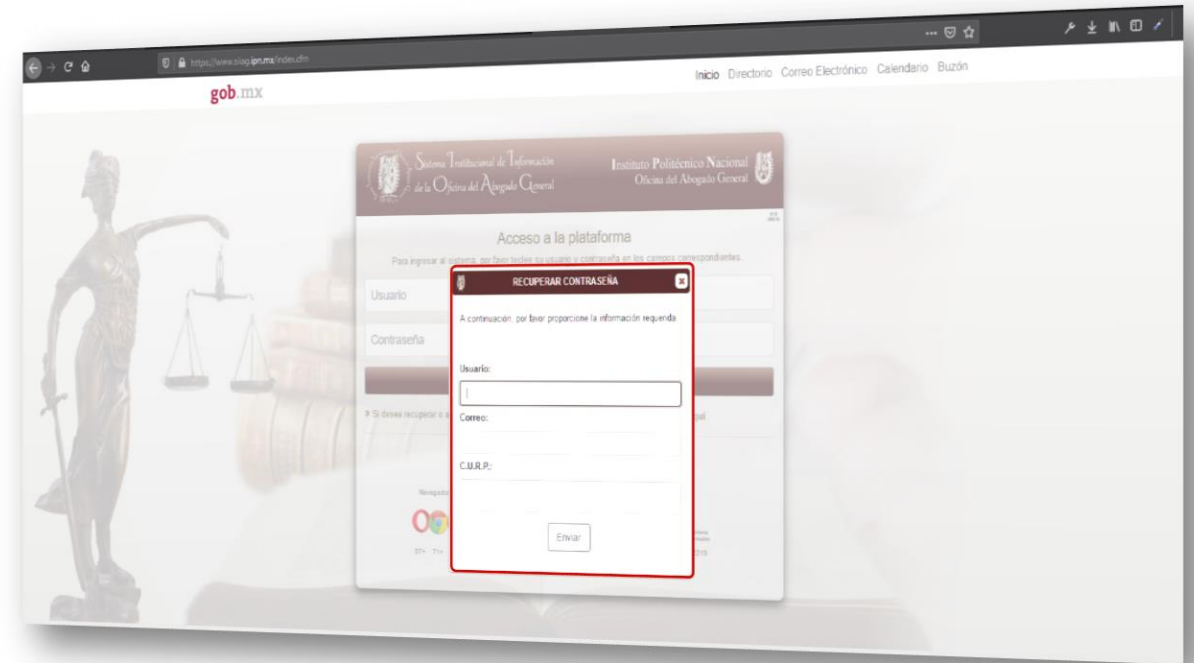 https://www.siiag.ipn.mx/index.cfm
gob.mx
Inicio Directorio Correo Electrónico Calendario Buzón
Sistema Institucional de Información
de la Oficina del Abogado General
Instituto Politécnico Nacional
Oficina del Abogado General
Acceso a la plataforma
Para ingresar al sistema, por favor teclee su usuario y contraseña en los campos correspondientes.
Usuario
Contraseña
Si desea recuperar o
RECUPERAR CONTRASEÑA
A continuación, por favor proporcione la información requerida
Usuario:
Correo:
C.U.R.P.:
Enviar